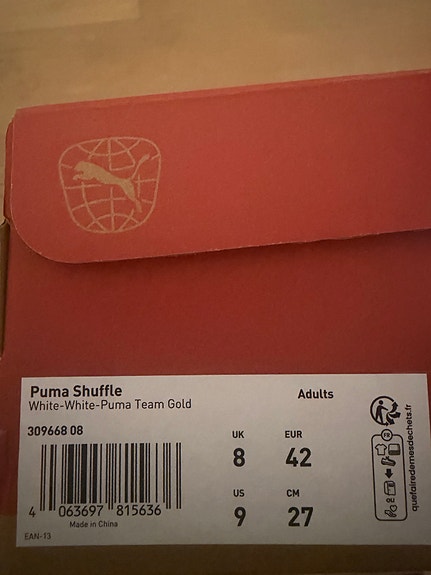 Puma Shuffle
White-White-Puma Team Gold
Adults
309668 08
UK EUR
8 42
US CM
9 27
4 063697 815636
Made in China
EAN-13
FR
quefairedemesdechets.fr